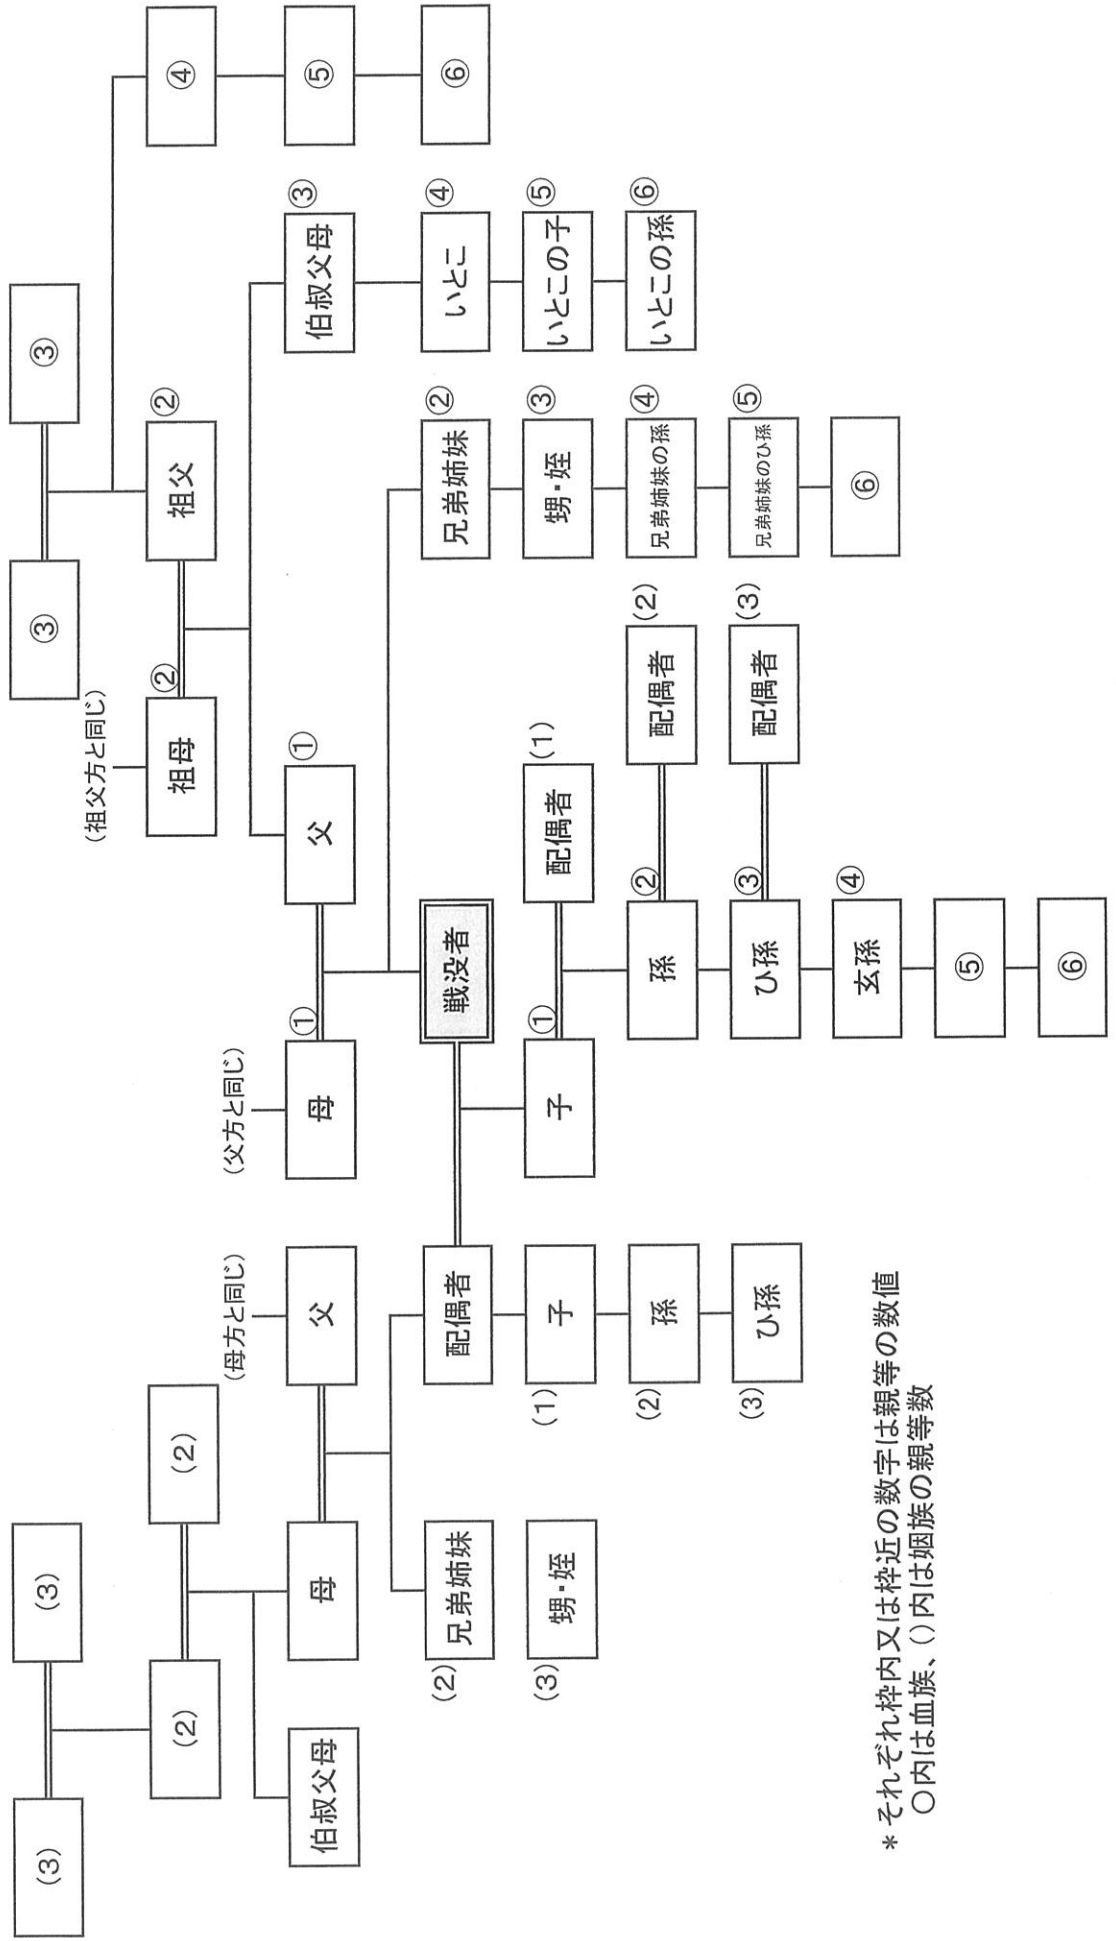 (3)
(3)
③
③
(2)
(2)
(祖父方と同じ)
祖母
②
祖父
②
④
伯叔父母
母
父
(母方と同じ)
母
①
(父方と同じ)
父
①
伯叔父母
③
⑤
(2)
兄弟姉妹
配偶者
戦没者
兄弟姉妹
②
いとこ
④
⑥
(3)
甥・姪
(1)
子
子
①
配偶者
(1)
甥・姪
③
いとこの子
⑤
(2)
孫
孫
②
配偶者
(2)
兄弟姉妹の孫
④
いとこの孫
⑥
(3)
ひ孫
ひ孫
③
配偶者
(3)
兄弟姉妹のひ孫
⑤
玄孫
④
⑥
⑤
⑥
*それぞれ枠内又は枠近の数字は親等の数値
○内は血族、()内は姻族の親等数